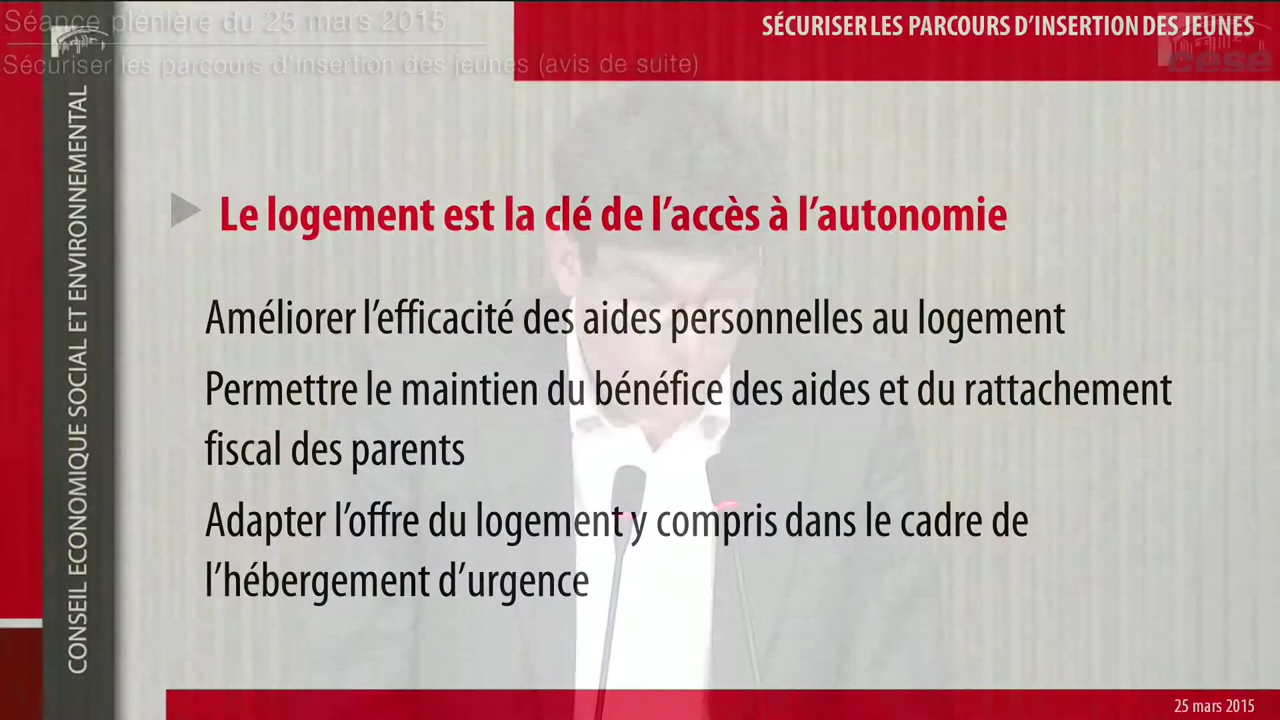 Séance plénière du 25 mars 2015
Sécuriser les parcours d'insertion des jeunes (avis de suite)
SÉCURISER LES PARCOURS D’INSERTION DES JEUNES
cese
CONSEIL ECONOMIQUE SOCIAL ET ENVIRONNEMENTAL
Le logement est la clé de l’accès à l’autonomie
Améliorer l’efficacité des aides personnelles au logement
Permettre le maintien du bénéfice des aides et du rattachement
fiscal des parents
Adapter l’offre du logement y compris dans le cadre de
l’hébergement d’urgence
25 mars 2015